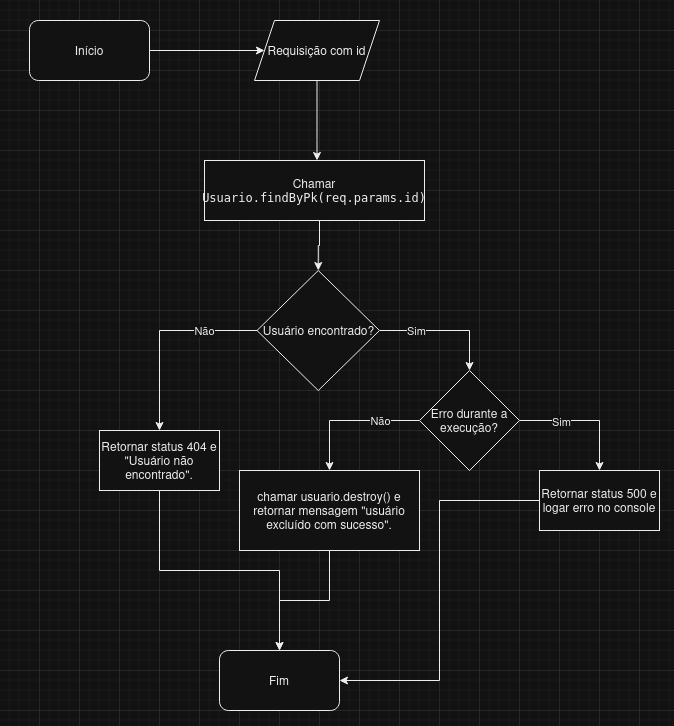 Início
Requisição com id
Chamar
Usuario.findByPk(req.params.id)
Usuário encontrado?
Não
Sim
Erro durante a
execução?
Não
Sim
Retornar status 404 e
"Usuário não
encontrado".
chamar usuario.destroy() e
retornar mensagem "usuário
excluído com sucesso".
Retornar status 500 e
logar erro no console
Fim